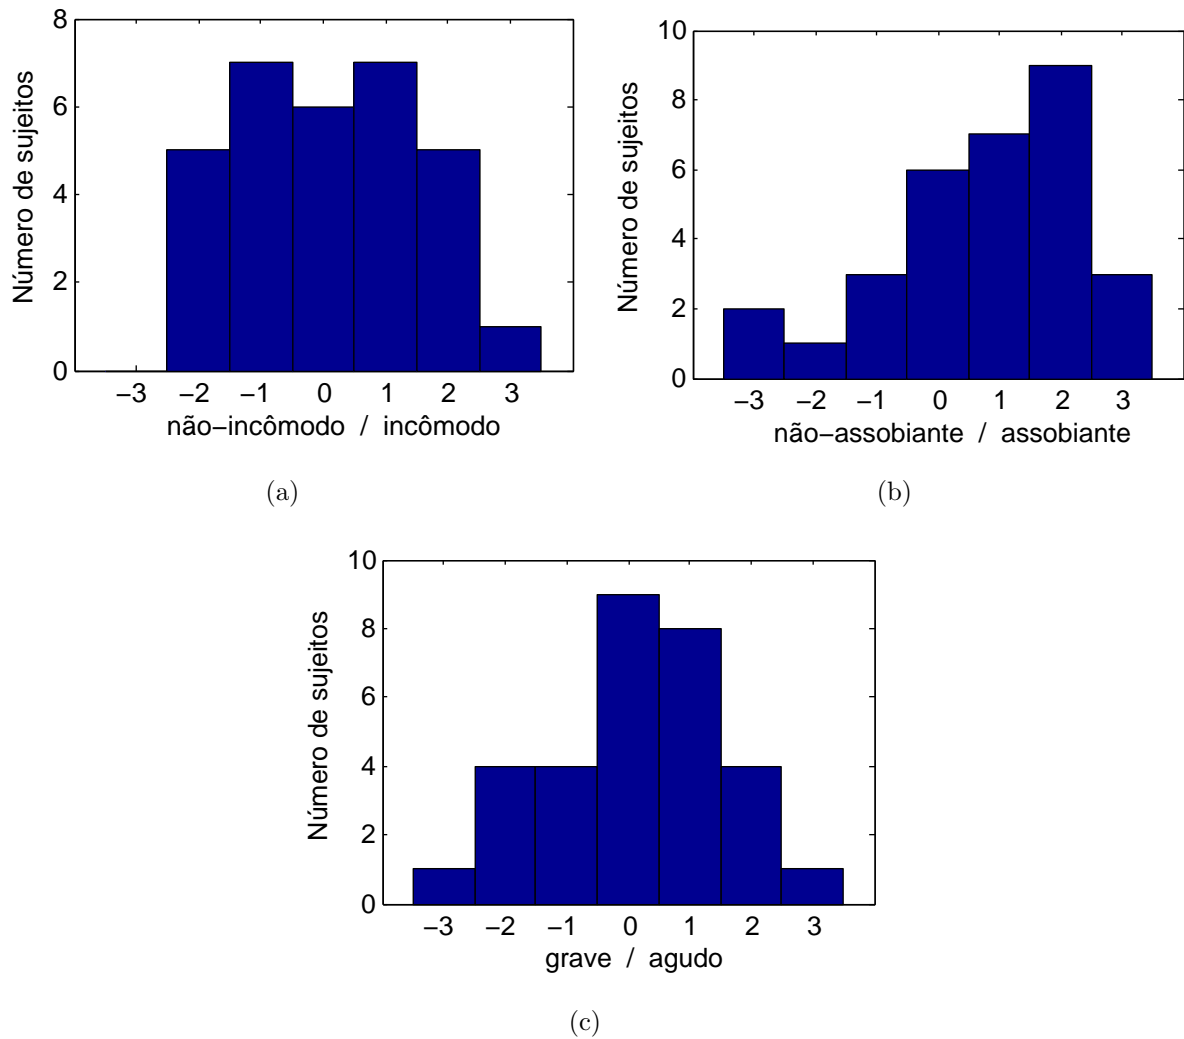 8
6
4
2
0
Número de sujeitos
−3 −2 −1 0 1 2 3
não−incômodo / incômodo
(a)
10
8
6
4
2
0
Número de sujeitos
−3 −2 −1 0 1 2 3
não−assobiante / assobiante
(b)
10
8
6
4
2
0
Número de sujeitos
−3 −2 −1 0 1 2 3
grave / agudo
(c)